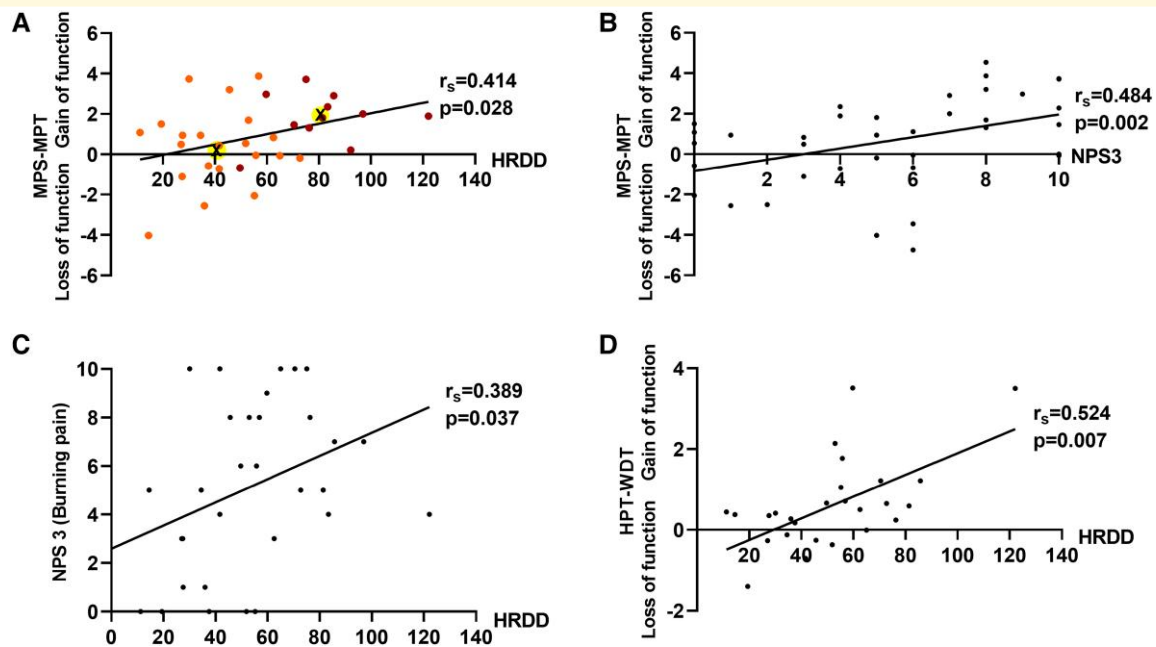 A
6
4
2
0
-2
-4
-6
MPS-MPT
Loss of function Gain of function
20 40 60 80 100 120 140
HRDD
X
X
rs=0.414
p=0.028
B
6
4
2
0
-2
-4
-6
MPS-MPT
Loss of function Gain of function
2 4 6 8 10
NPS3
rs=0.484
p=0.002
C
10
8
6
4
2
0
NPS 3 (Burning pain)
0 20 40 60 80 100 120 140
HRDD
rs=0.389
p=0.037
D
4
2
0
-2
HPT-WDT
Loss of function Gain of function
20 40 60 80 100 120 140
HRDD
rs=0.524
p=0.007